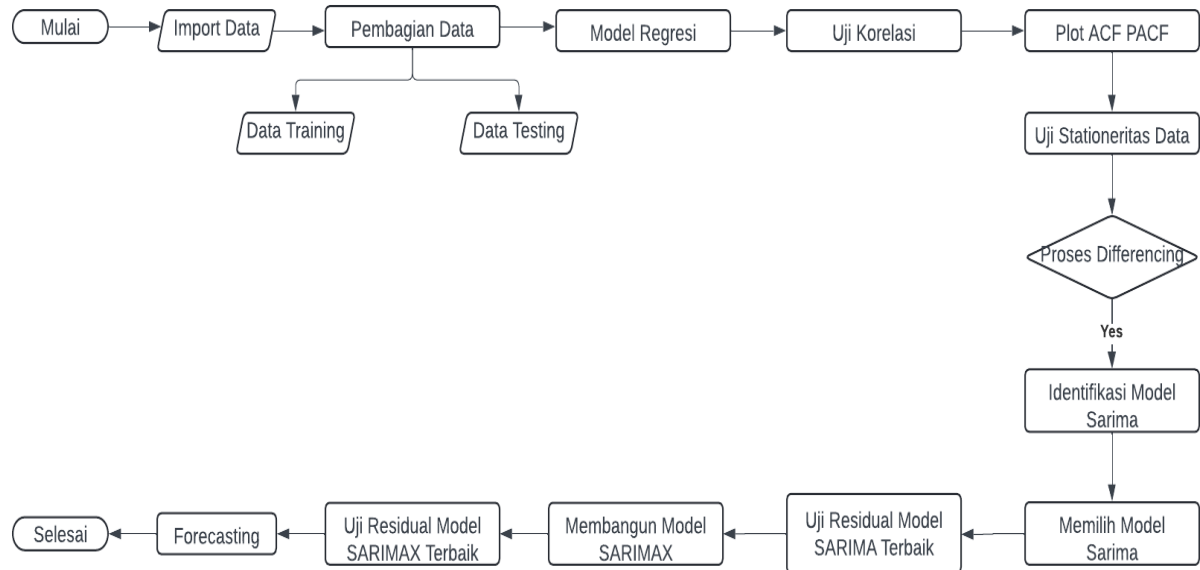 Mulai
Import Data
Pembagian Data
Model Regresi
Uji Korelasi
Plot ACF PACF
Data Training
Data Testing
Uji Stationeritas Data
Proses Differencing
Yes
Identifikasi Model
Sarima
Memilih Model
Sarima
Uji Residual Model
SARIMA Terbaik
Membangun Model
SARIMAX
Uji Residual Model
SARIMAX Terbaik
Forecasting
Selesai